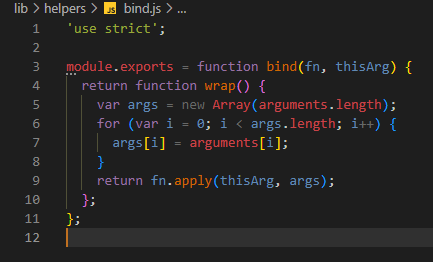 lib > helpers > JS bind.js > ...
1 'use strict';
2
3 module.exports = function bind(fn, thisArg) {
4   return function wrap() {
5     var args = new Array(arguments.length);
6     for (var i = 0; i < args.length; i++) {
7       args[i] = arguments[i];
8     }
9     return fn.apply(thisArg, args);
10   };
11 };
12